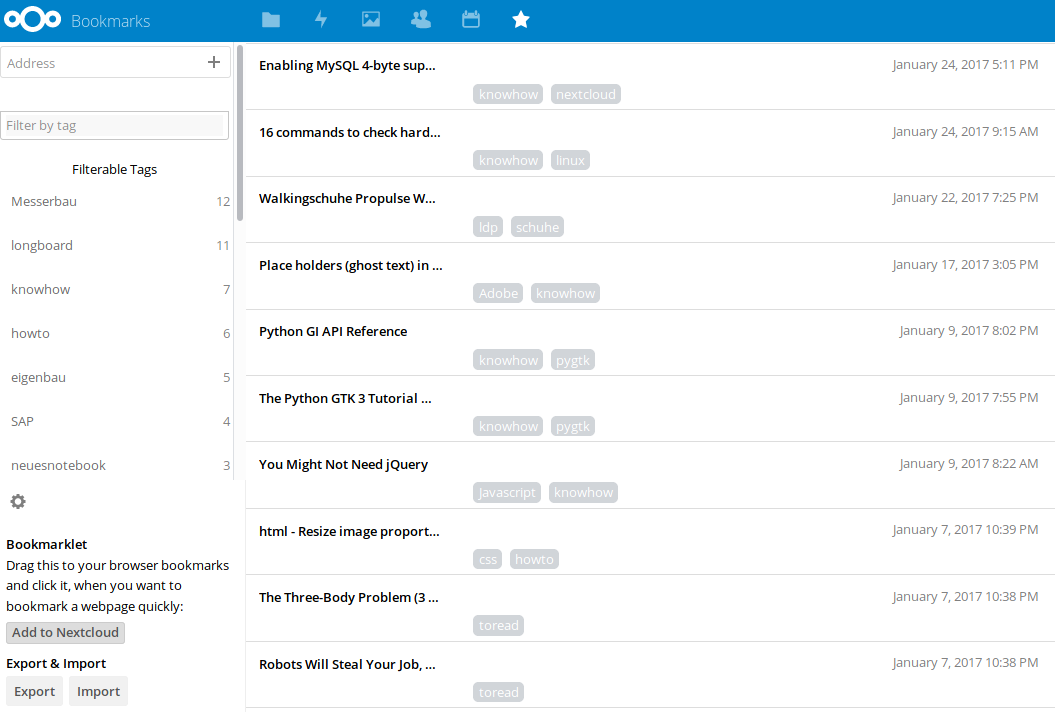 Bookmarks
Address
Filter by tag
Filterable Tags
Messerbau 12
longboard 11
knowhow 7
howto 6
eigenbau 5
SAP 4
neuesnotebook 3
Bookmarklet
Drag this to your browser bookmarks
and click it, when you want to
bookmark a webpage quickly:
Add to Nextcloud
Export & Import
Export Import
Enabling MySQL 4-byte sup... January 24, 2017 5:11 PM
knowhow nextcloud
16 commands to check hard... January 24, 2017 9:15 AM
knowhow linux
Walkingschuhe Propulse W... January 22, 2017 7:25 PM
ldp schuhe
Place holders (ghost text) in ... January 17, 2017 3:05 PM
Adobe knowhow
Python GI API Reference January 9, 2017 8:02 PM
knowhow pygtk
The Python GTK 3 Tutorial ... January 9, 2017 7:55 PM
knowhow pygtk
You Might Not Need jQuery January 9, 2017 8:22 AM
Javascript knowhow
html - Resize image proport... January 7, 2017 10:39 PM
css howto
The Three-Body Problem (3 ... January 7, 2017 10:38 PM
toread
Robots Will Steal Your Job, ... January 7, 2017 10:38 PM
toread